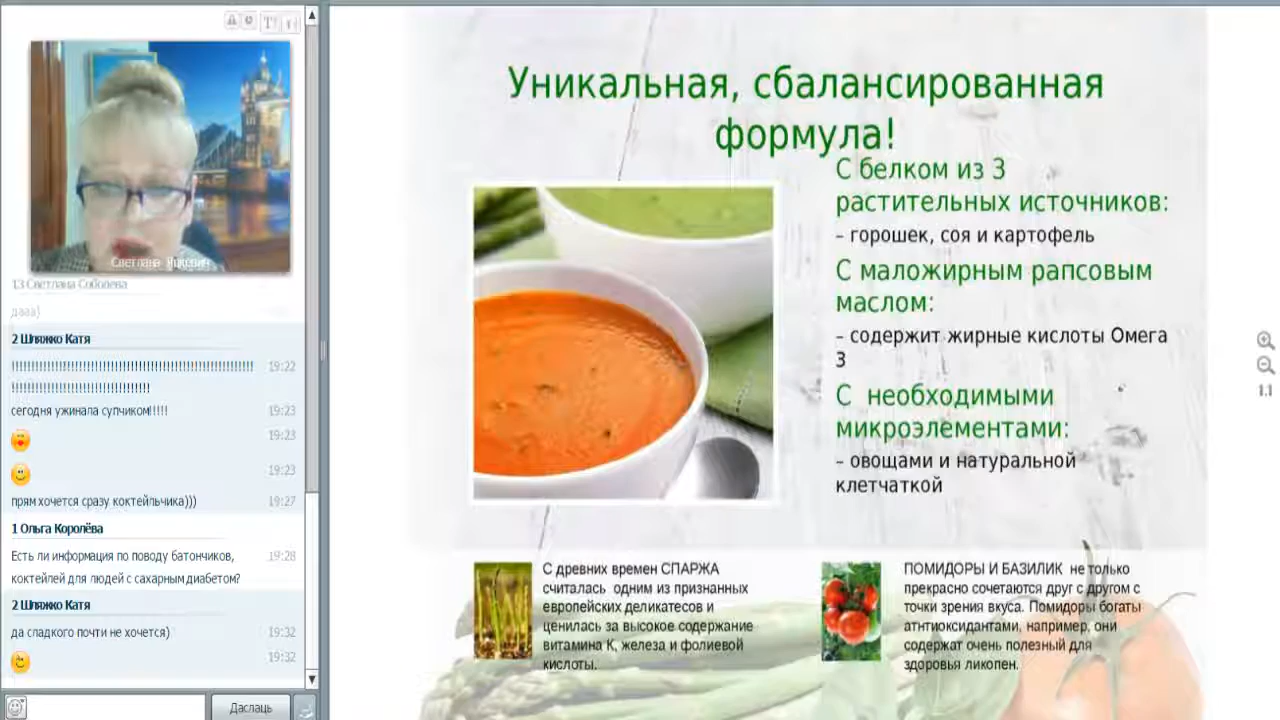 Светлана Яцкевич
13 Светлана Соболева
дааа)
2 Шляжко Катя
!!!!!!!!!!!!!!!!!!!!!!!!!!!!!!!!!!!!!!!!!!!!!!!!!!!!!!!!!!!!! 19:22
!!!!!!!!!!!!!!!!!!!!!!!!!!!!!!!!!!!
сегодня ужинала супчиком!!!!! 19:23
19:23
19:23
прям хочется сразу коктейльчика))) 19:27
1 Ольга Королёва
Есть ли информация по поводу батончиков, 19:28
коктейлей для людей с сахарным диабетом?
2 Шляжко Катя
да сладкого почти не хочется) 19:32
19:32
Даслаць
Уникальная, сбалансированная
формула!
С белком из 3
растительных источников:
– горошек, соя и картофель
С маложирным рапсовым
маслом:
– содержит жирные кислоты Омега
3
С необходимыми
микроэлементами:
– овощами и натуральной
клетчаткой
С древних времен СПАРЖА
считалась одним из признанных
европейских деликатесов и
ценилась за высокое содержание
витамина К, железа и фолиевой
кислоты.
ПОМИДОРЫ И БАЗИЛИК не только
прекрасно сочетаются друг с другом с
точки зрения вкуса. Помидоры богаты
атнтиоксидантами, например, они
содержат очень полезный для
здоровья ликопен.
1:1